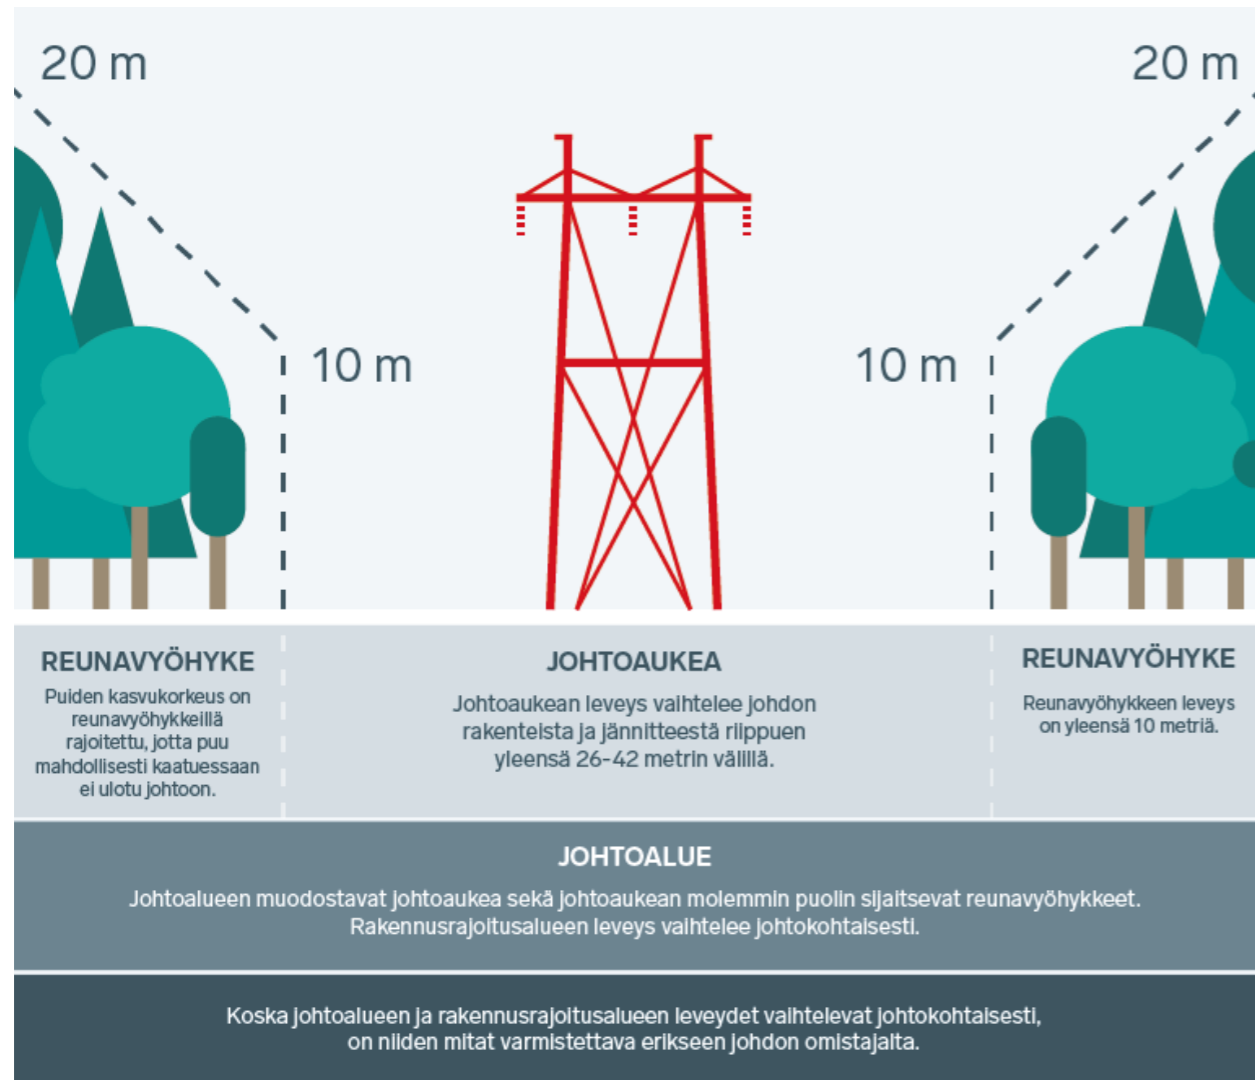 20 m
20 m
10 m
10 m
REUNAVYÖHYKE
Puiden kasvukorkeus on
reunavyöhykkeillä
rajoitettu, jotta puu
mahdollisesti kaatuessaan
ei ulotu johtoon.
JOHTOAUKEA
Johtoaukean leveys vaihtelee johdon
rakenteista ja jännitteestä riippuen
yleensä 26-42 metrin välillä.
REUNAVYÖHYKE
Reunavyöhykkeen leveys
on yleensä 10 metriä.
JOHTOALUE
Johtoalueen muodostavat johtoaukea sekä johtoaukean molemmin puolin sijaitsevat reunavyöhykkeet.
Rakennusrajoitusalueen leveys vaihtelee johtokohtaisesti.
Koska johtoalueen ja rakennusrajoitusalueen leveydet vaihtelevat johtokohtaisesti,
on niiden mitat varmistettava erikseen johdon omistajalta.